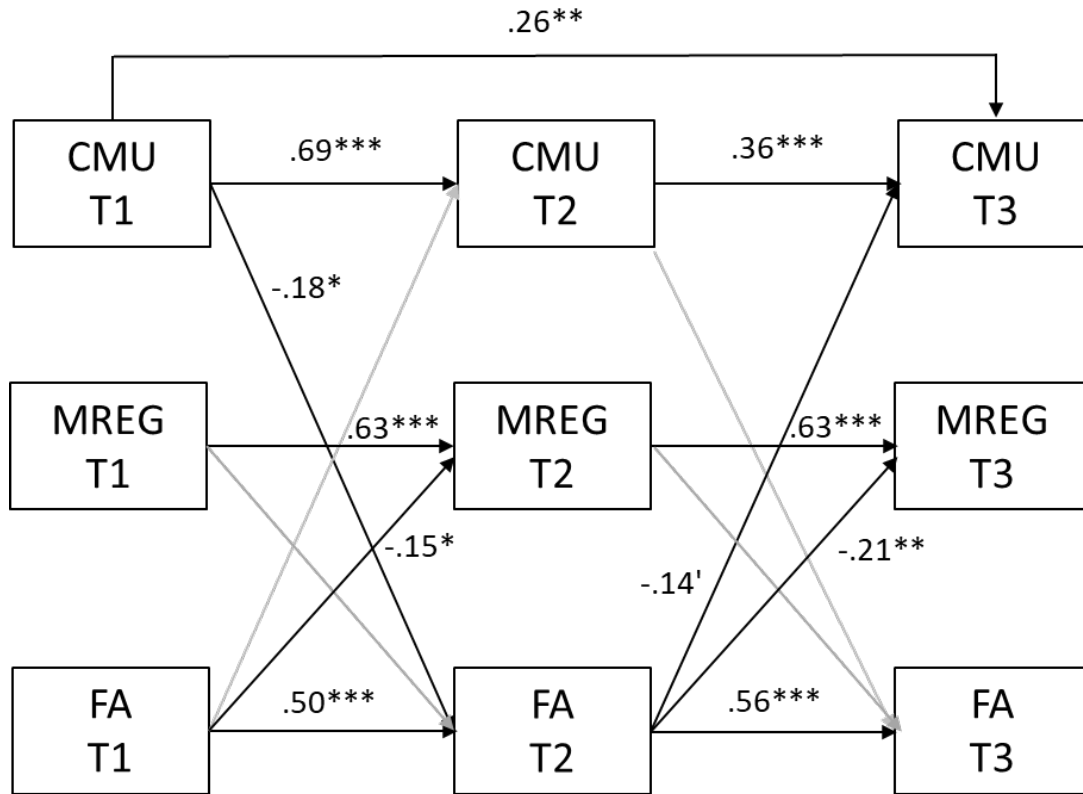 .26**
CMU
T1
.69***
CMU
T2
.36***
CMU
T3
-.18*
MREG
T1
.63***
MREG
T2
.63***
MREG
T3
-.15*
-.21**
-.14'
FA
T1
.50***
FA
T2
.56***
FA
T3